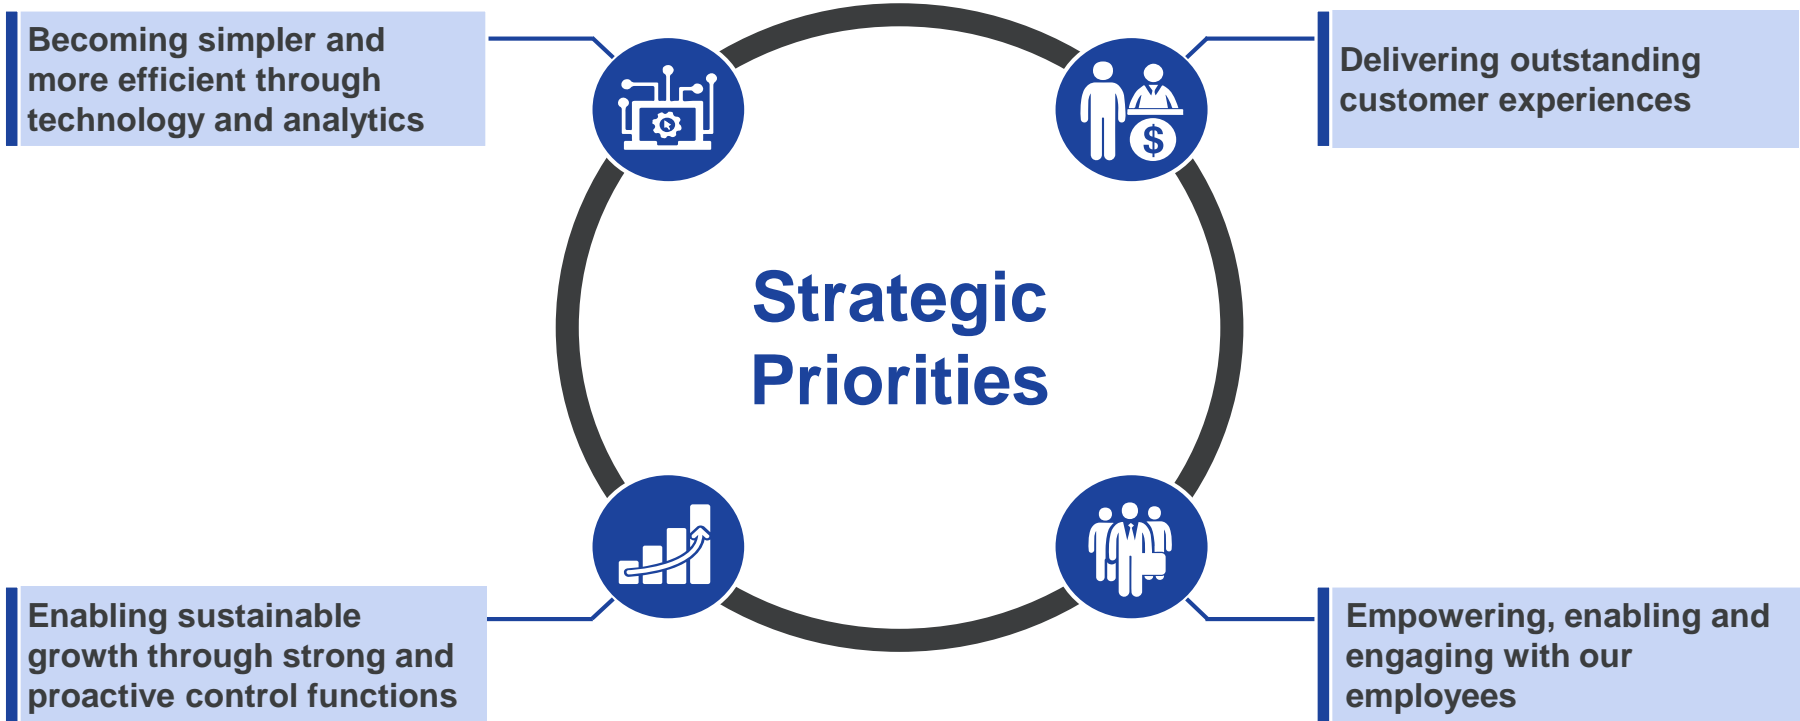 Becoming simpler and
more efficient through
technology and analytics
Delivering outstanding
customer experiences
$
Strategic
Priorities
Enabling sustainable
growth through strong and
proactive control functions
Empowering, enabling and
engaging with our
employees